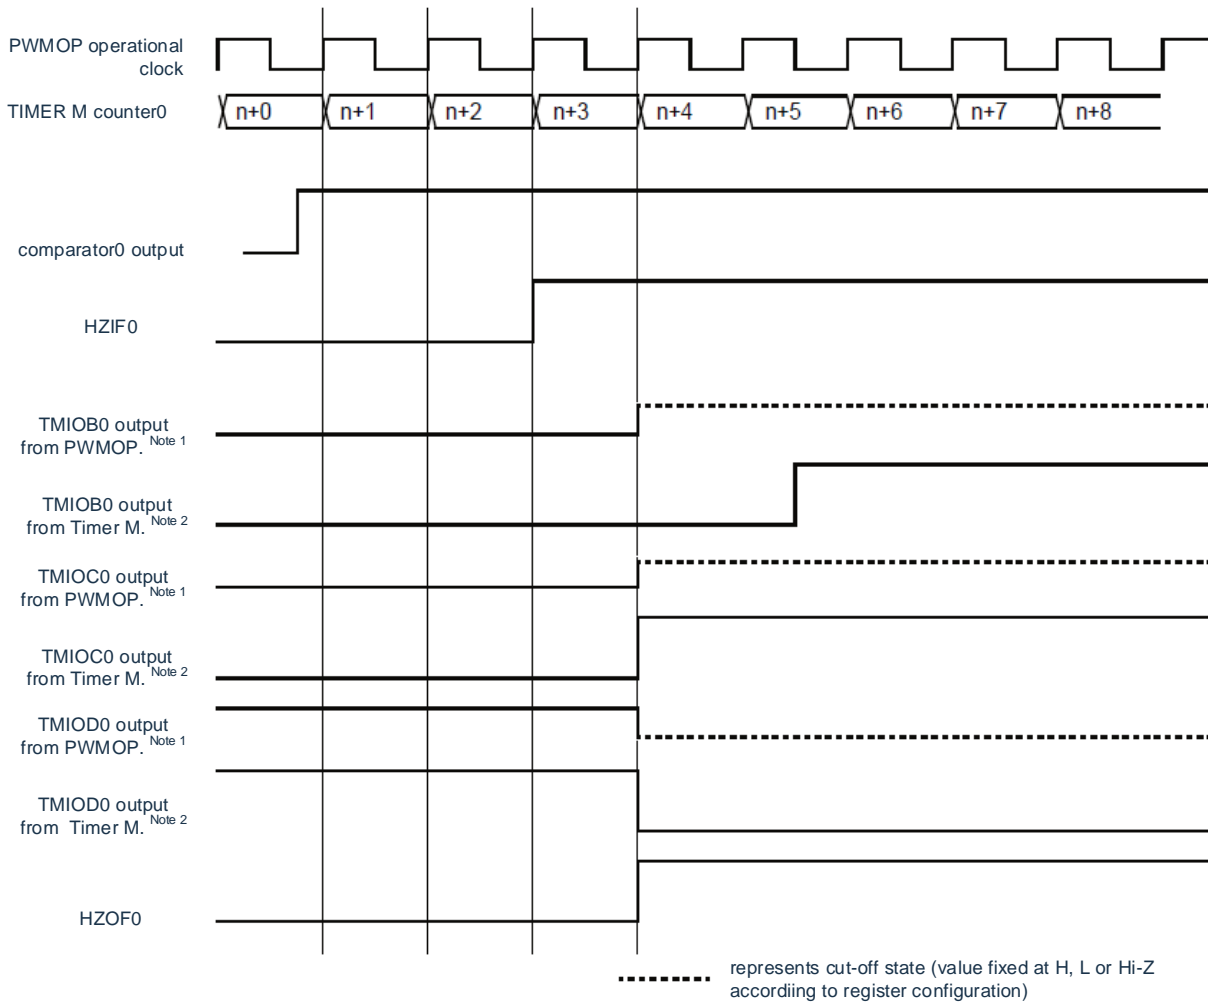 PWMOP operational
clock
TIMER M counter0
n+0 n+1 n+2 n+3 n+4 n+5 n+6 n+7 n+8
comparator0 output
HZIF0
TMIOB0 output
from PWMOP. Note 1
TMIOB0 output
from Timer M. Note 2
TMIOC0 output
from PWMOP. Note 1
TMIOC0 output
from Timer M. Note 2
TMIOD0 output
from PWMOP. Note 1
TMIOD0 output
from Timer M. Note 2
HZOF0
represents cut-off state (value fixed at H, L or Hi-Z
accordiing to register configuration)